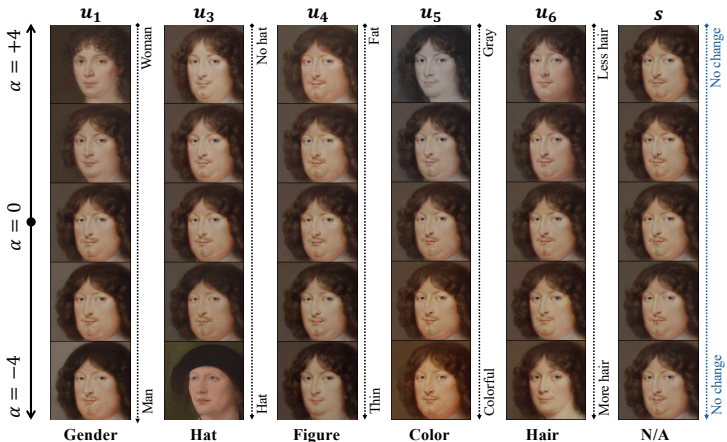 u₁ u₃ u₄ u₅ u₆ s
α = +4
α = 0
α = −4
Woman
Man
No hat
Hat
Fat
Thin
Gray
Colorful
Less hair
More hair
No change
No change
Gender Hat Figure Color Hair N/A